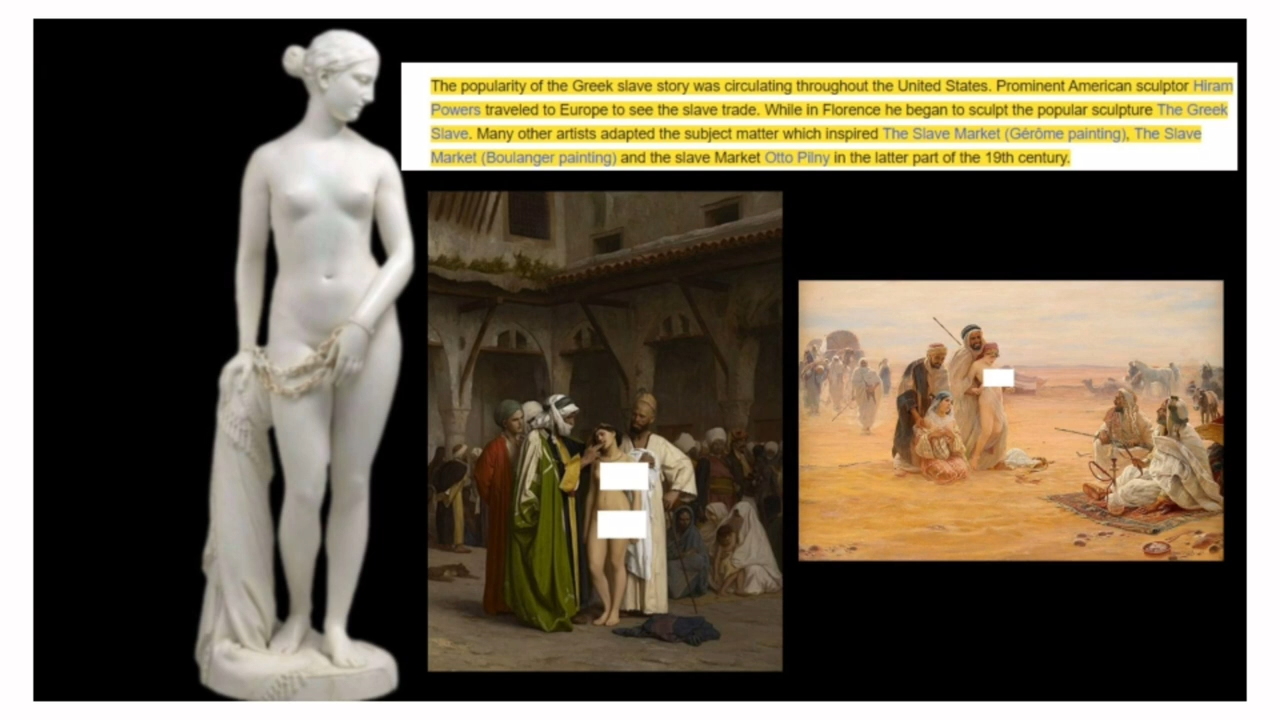 The popularity of the Greek slave story was circulating throughout the United States. Prominent American sculptor Hiram
Powers traveled to Europe to see the slave trade. While in Florence he began to sculpt the popular sculpture The Greek
Slave. Many other artists adapted the subject matter which inspired The Slave Market (Gérôme painting), The Slave
Market (Boulanger painting) and the slave Market Otto Pilny in the latter part of the 19th century.